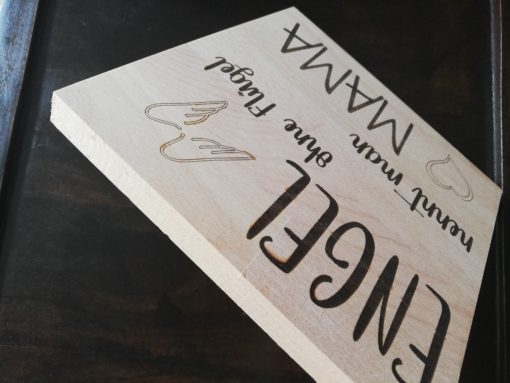 ENGEL
ohne Flügel
nennt man
MAMA